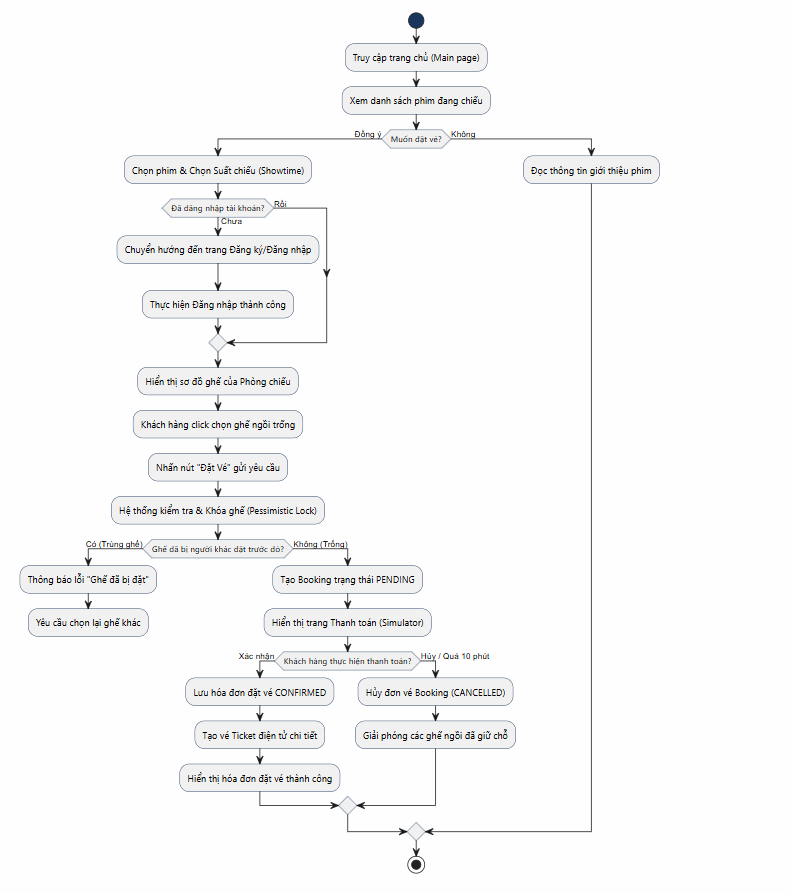 Truy cập trang chủ (Main page)
Xem danh sách phim đang chiếu
Đồng ý
Muốn đặt vé?
Không
Chọn phim & Chọn Suất chiếu (Showtime)
Đọc thông tin giới thiệu phim
Đã đăng nhập tài khoản?
Rồi
Chưa
Chuyển hướng đến trang Đăng ký/Đăng nhập
Thực hiện Đăng nhập thành công
Hiển thị sơ đồ ghế của Phòng chiếu
Khách hàng click chọn ghế ngồi trống
Nhấn nút "Đặt Vé" gửi yêu cầu
Hệ thống kiểm tra & Khóa ghế (Pessimistic Lock)
Có (Trùng ghế)
Ghế đã bị người khác đặt trước đó?
Không (Trống)
Thông báo lỗi "Ghế đã bị đặt"
Tạo Booking trạng thái PENDING
Yêu cầu chọn lại ghế khác
Hiển thị trang Thanh toán (Simulator)
Xác nhận
Khách hàng thực hiện thanh toán?
Hủy / Quá 10 phút
Lưu hóa đơn đặt vé CONFIRMED
Hủy đơn vé Booking (CANCELLED)
Tạo vé Ticket điện tử chi tiết
Giải phóng các ghế ngồi đã giữ chỗ
Hiển thị hóa đơn đặt vé thành công